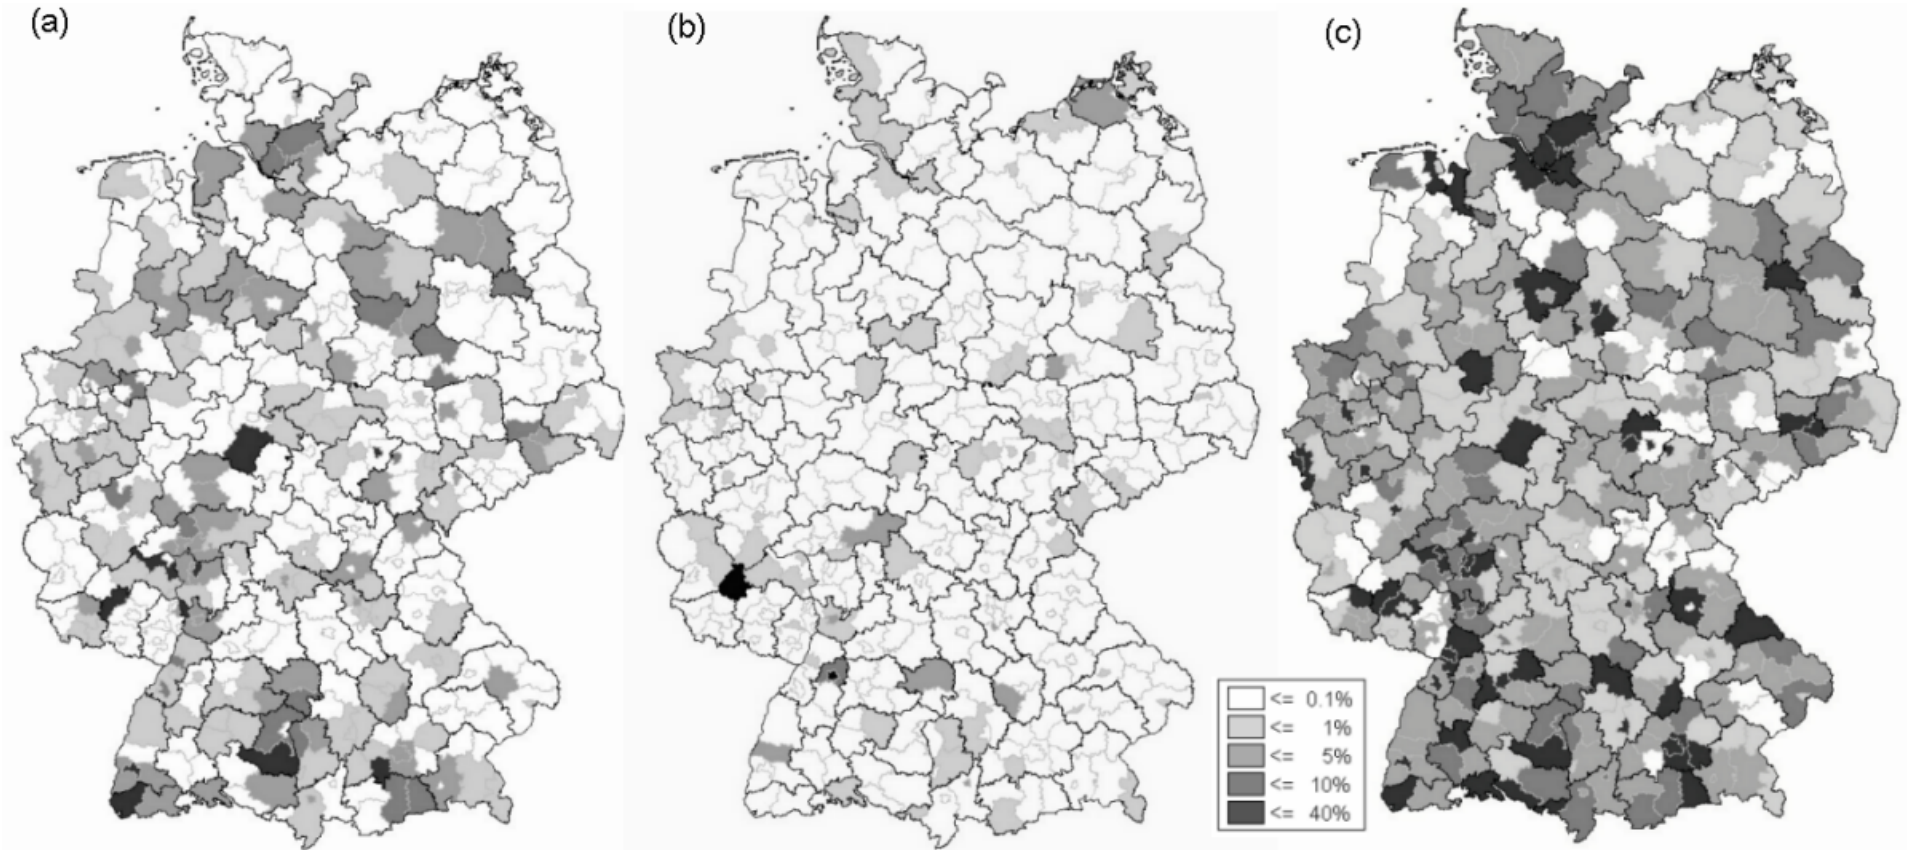 (a)
(b)
(c)
<= 0.1%
<= 1%
<= 5%
<= 10%
<= 40%